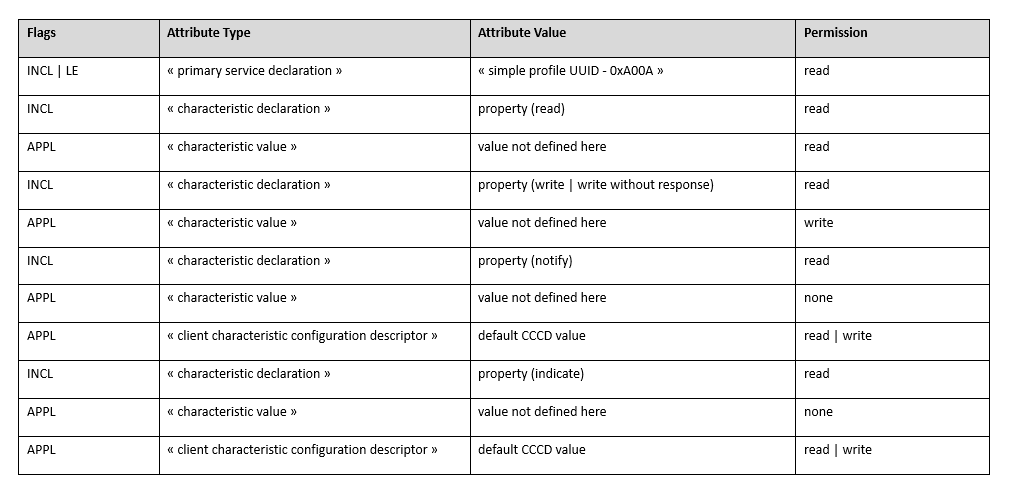 Flags Attribute Type Attribute Value Permission
INCL | LE « primary service declaration » « simple profile UUID - 0xA00A » read
INCL « characteristic declaration » property (read) read
APPL « characteristic value » value not defined here read
INCL « characteristic declaration » property (write | write without response) read
APPL « characteristic value » value not defined here write
INCL « characteristic declaration » property (notify) read
APPL « characteristic value » value not defined here none
APPL « client characteristic configuration descriptor » default CCCD value read | write
INCL « characteristic declaration » property (indicate) read
APPL « characteristic value » value not defined here none
APPL « client characteristic configuration descriptor » default CCCD value read | write